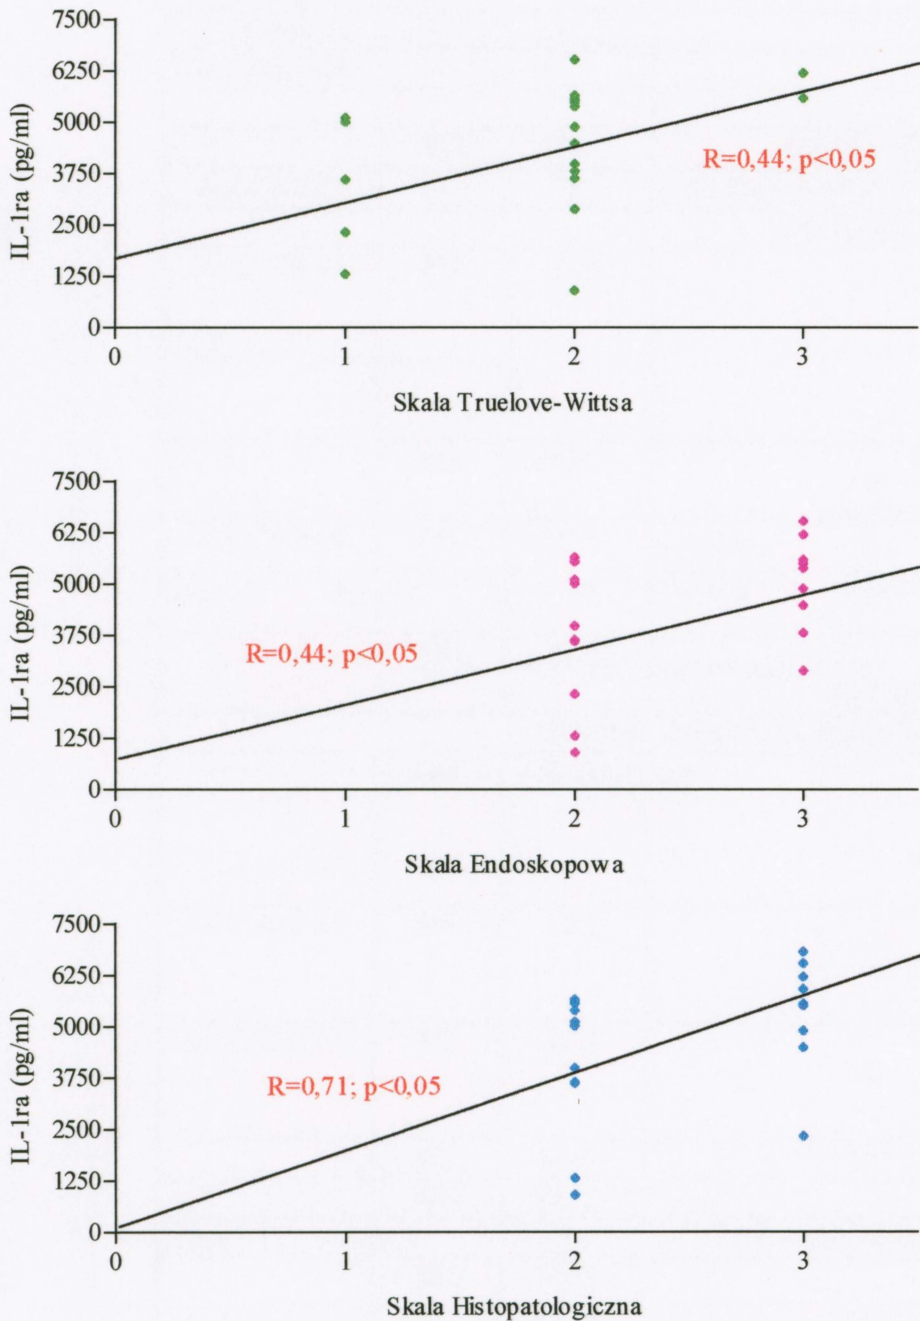 7500
6250
5000
3750
2500
1250
0
IL-1ra (pg/ml)
R=0,44; p<0,05
0 1 2 3
Skala Truelove-Wittsa
7500
6250
5000
3750
2500
1250
0
IL-1ra (pg/ml)
R=0,44; p<0,05
0 1 2 3
Skala Endoskopowa
7500
6250
5000
3750
2500
1250
0
IL-1ra (pg/ml)
R=0,71; p<0,05
0 1 2 3
Skala Histopatologiczna